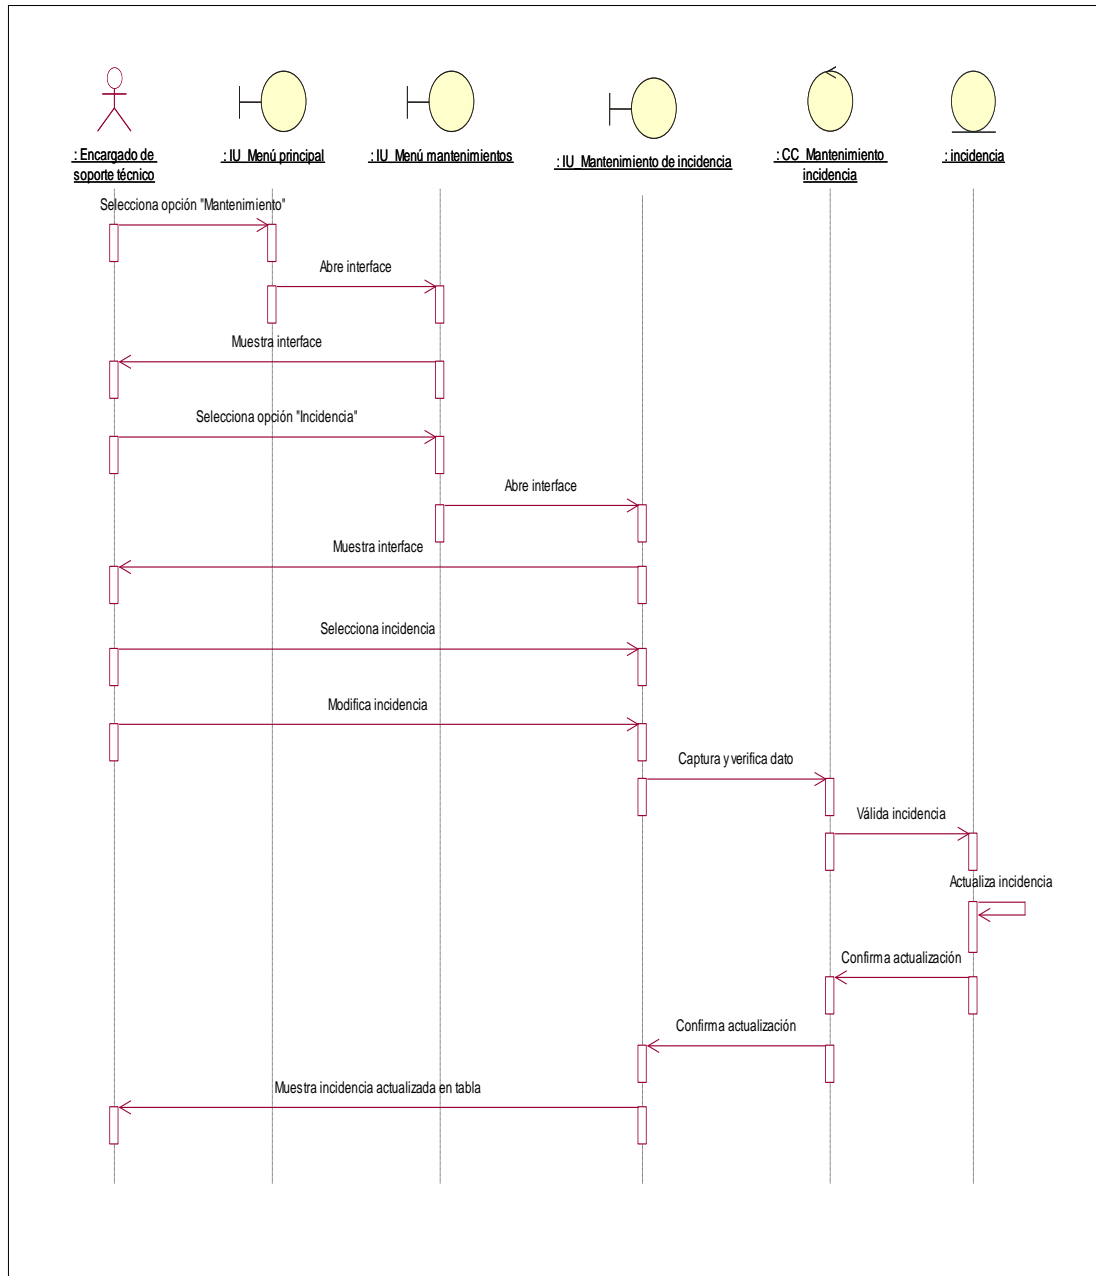 : Encargado de
soporte técnico
: IU_Menú principal
: IU_Menú mantenimientos
: IU_Mantenimiento de incidencia
: CC_Mantenimiento
incidencia
: incidencia
Selecciona opción "Mantenimiento"
Abre interface
Muestra interface
Selecciona opción "Incidencia"
Abre interface
Muestra interface
Selecciona incidencia
Modifica incidencia
Captura y verifica dato
Válida incidencia
Actualiza incidencia
Confirma actualización
Confirma actualización
Muestra incidencia actualizada en tabla